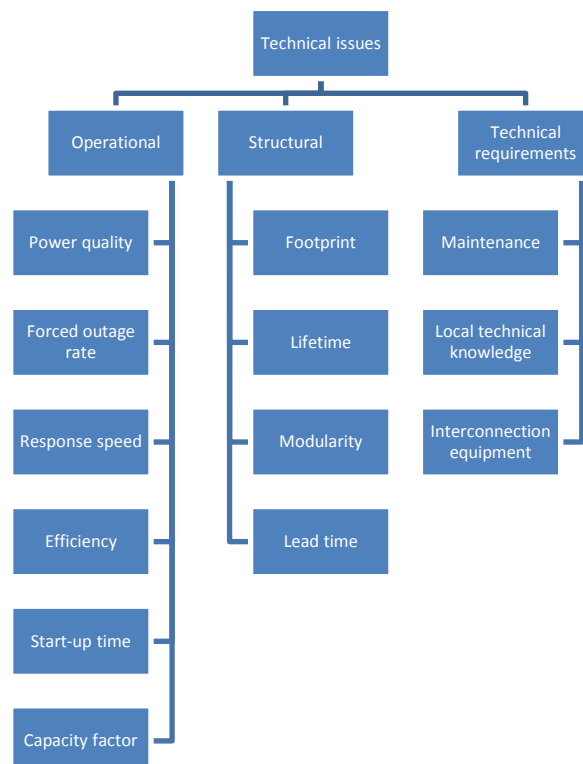 Technical issues
Operational
Structural
Technical
requirements
Power quality
Footprint
Maintenance
Forced outage
rate
Lifetime
Local technical
knowledge
Response speed
Modularity
Interconnection
equipment
Efficiency
Lead time
Start-up time
Capacity factor